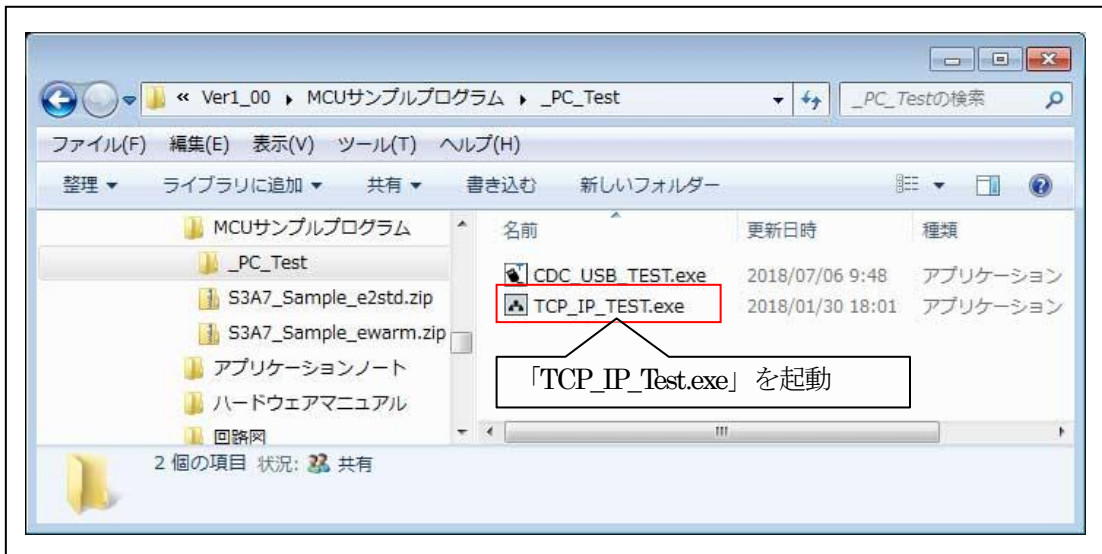 « Ver1_00 ▸ MCUサンプルプログラム ▸ _PC_Test
_PC_Testの検索
ファイル(F) 編集(E) 表示(V) ツール(T) ヘルプ(H)
整理 ▼ ライブラリに追加 ▼ 共有 ▼ 書き込む 新しいフォルダー
MCUサンプルプログラム
_PC_Test
S3A7_Sample_e2std.zip
S3A7_Sample_ewarm.zip
アプリケーションノート
ハードウェアマニュアル
回路図
名前 更新日時 種類
CDC_USB_TEST.exe 2018/07/06 9:48 アプリケーション
TCP_IP_TEST.exe 2018/01/30 18:01 アプリケーション
「TCP_IP_Test.exe」を起動
2 個の項目 状況: 共有